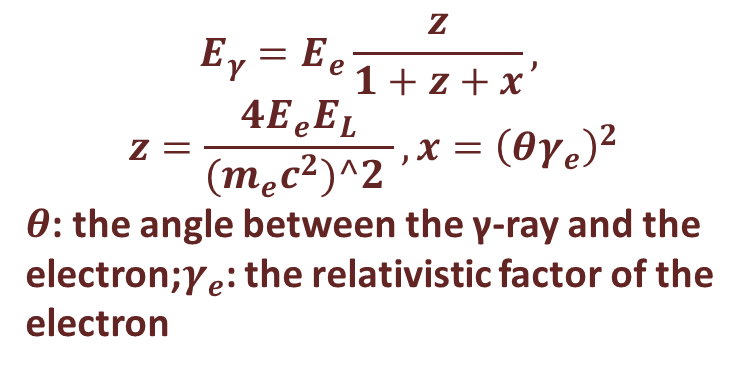 E_γ = E_e z/(1 + z + x),
z = 4E_eE_L/(m_ec²)^2, x = (θγ_e)²
θ: the angle between the γ-ray and the
electron;γ_e: the relativistic factor of the
electron